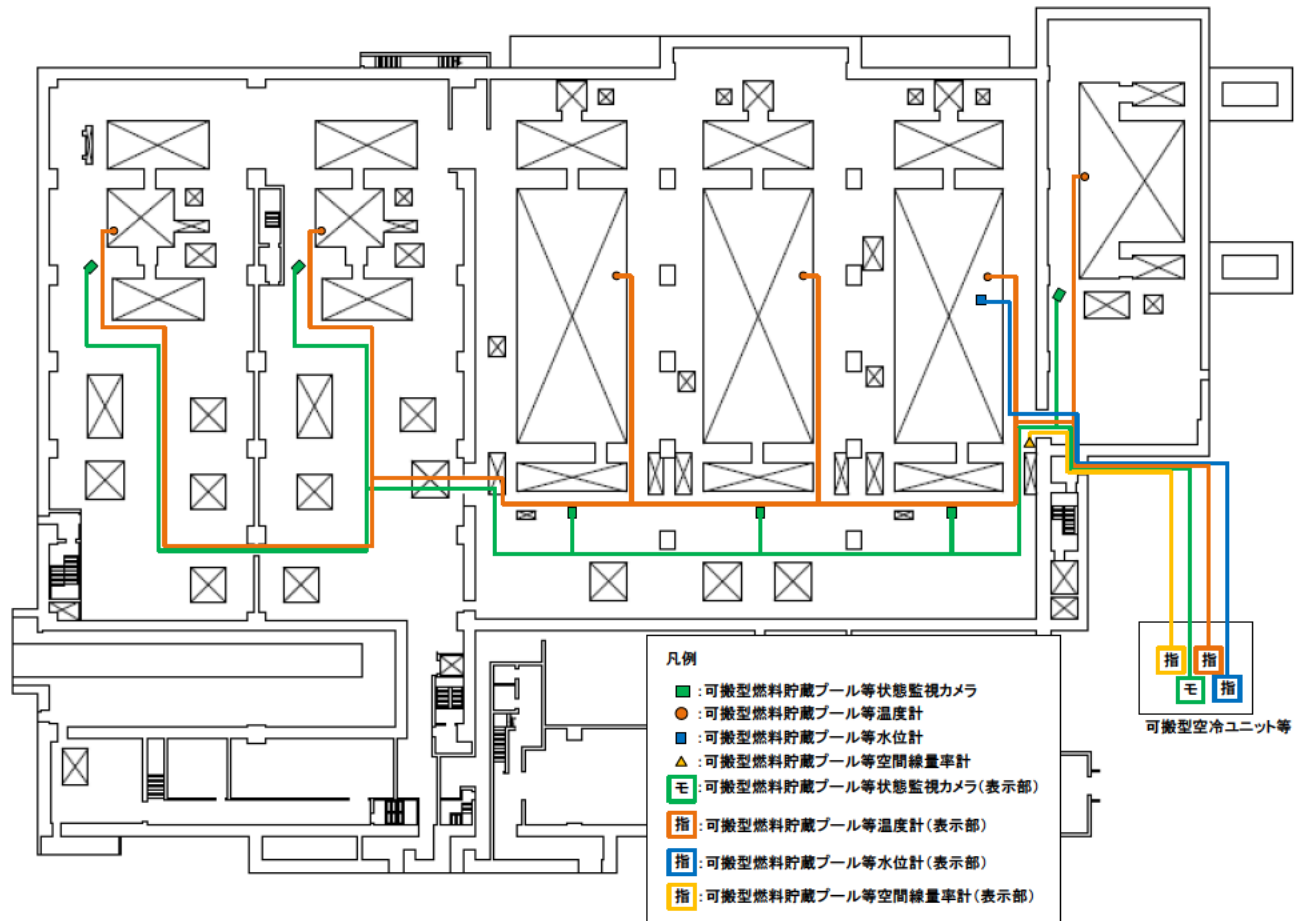 指 指
モ 指
可搬型空冷ユニット等
凡例
:可搬型燃料貯蔵プール等状態監視カメラ
:可搬型燃料貯蔵プール等温度計
:可搬型燃料貯蔵プール等水位計
:可搬型燃料貯蔵プール等空間線量率計
モ:可搬型燃料貯蔵プール等状態監視カメラ(表示部)
指:可搬型燃料貯蔵プール等温度計(表示部)
指:可搬型燃料貯蔵プール等水位計(表示部)
指:可搬型燃料貯蔵プール等空間線量率計(表示部)